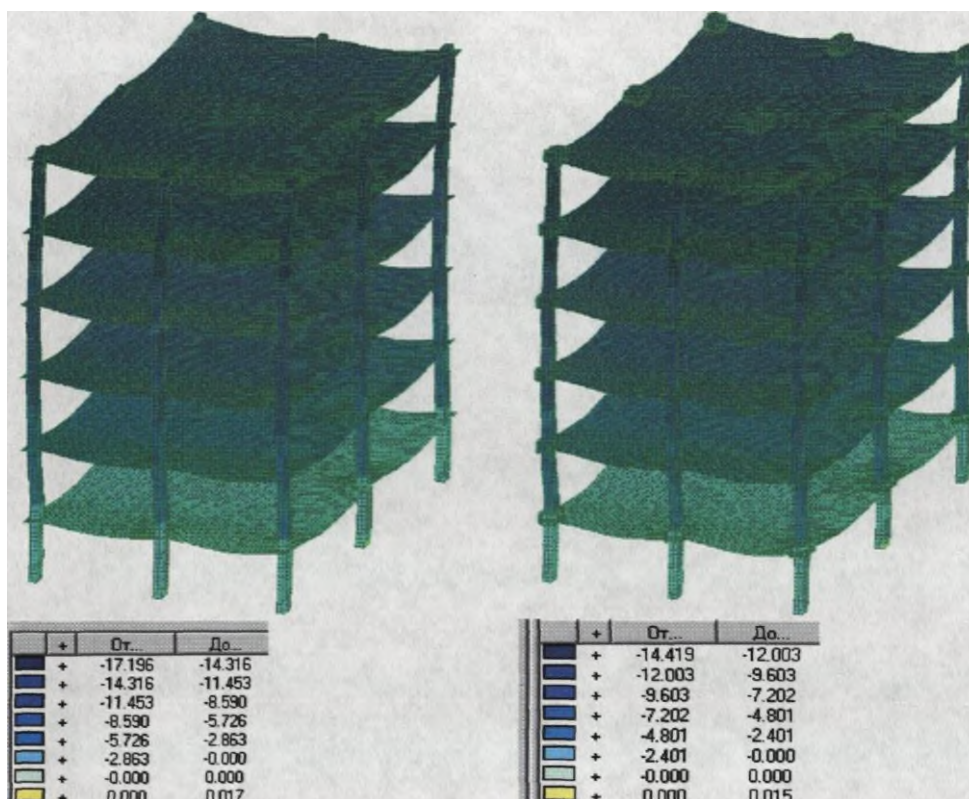 + От... До...
+ -17.196 -14.316
+ -14.316 -11.453
+ -11.453 -8.590
+ -8.590 -5.726
+ -5.726 -2.863
+ -2.863 -0.000
+ -0.000 0.000
+ 0.000 0.017
+ От... До...
+ -14.419 -12.003
+ -12.003 -9.603
+ -9.603 -7.202
+ -7.202 -4.801
+ -4.801 -2.401
+ -2.401 -0.000
+ -0.000 0.000
+ 0.000 0.015